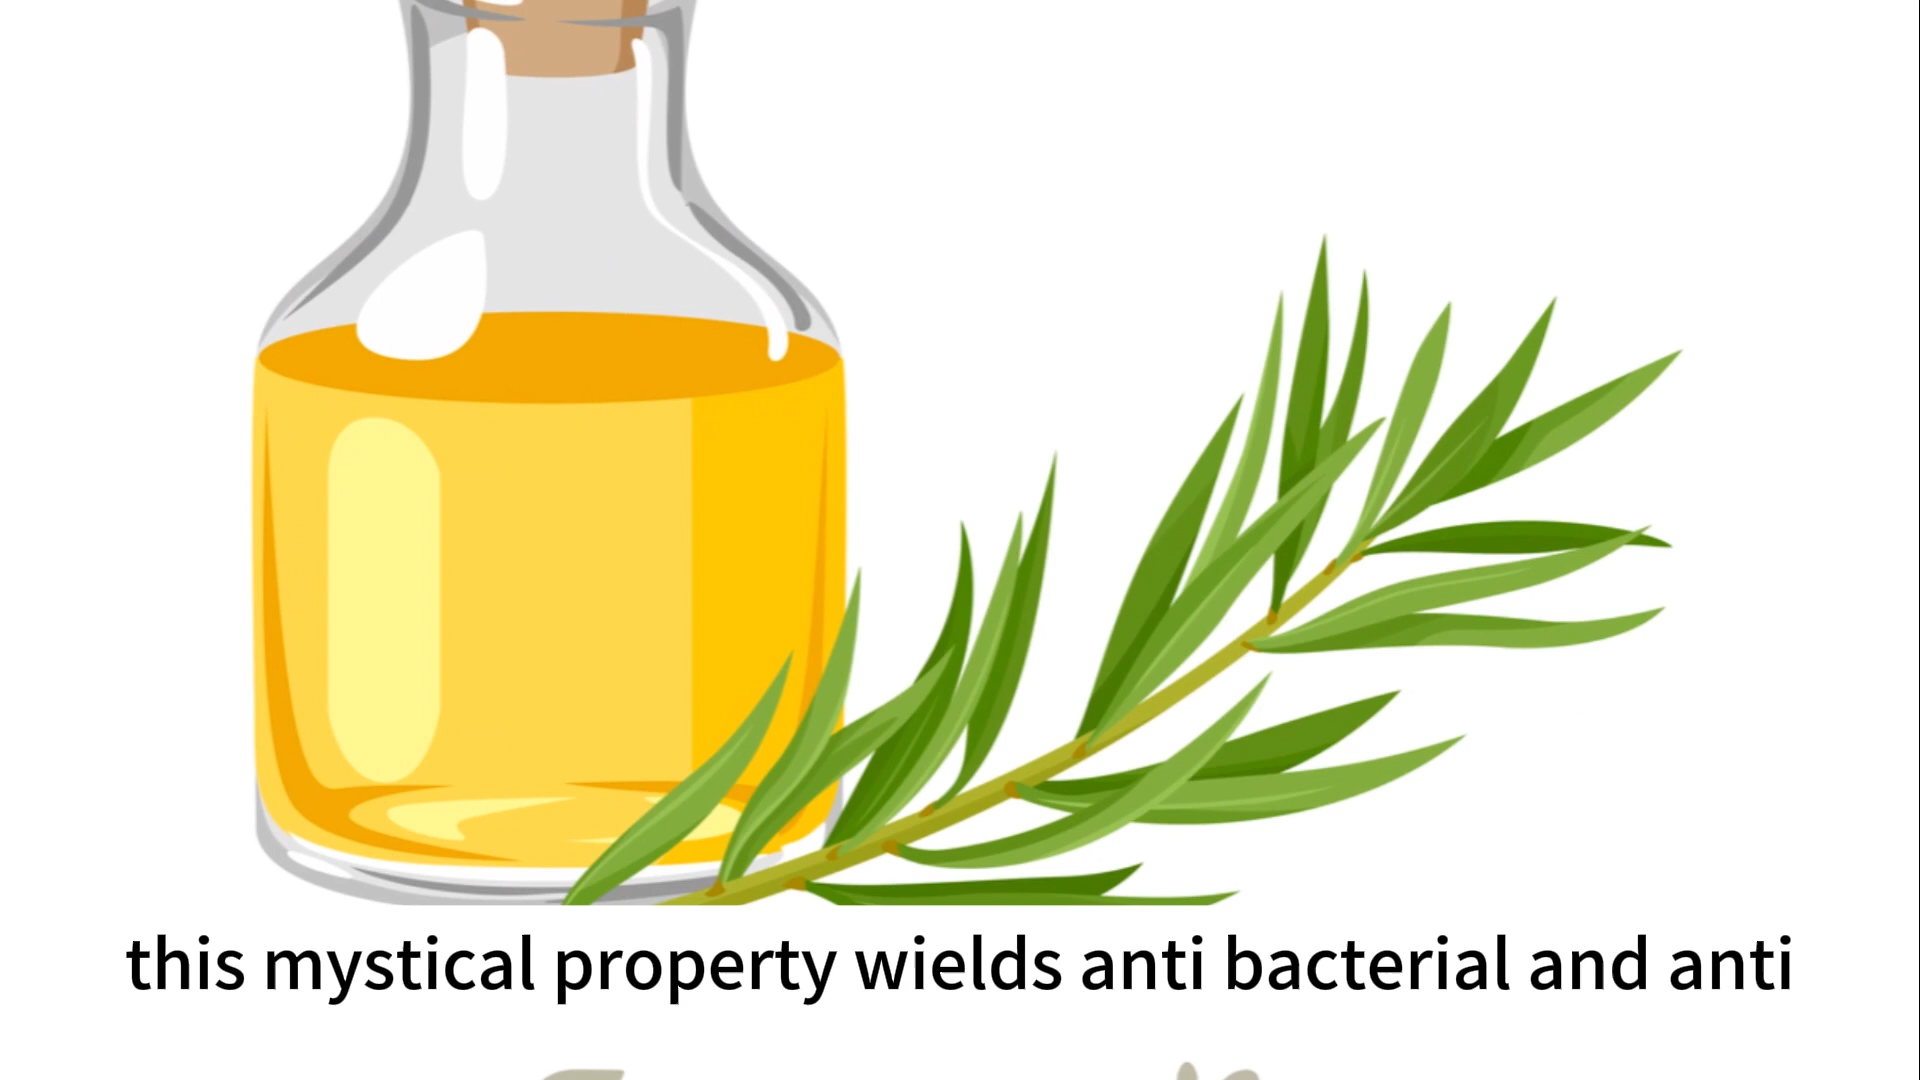 this mystical property wields anti bacterial and anti